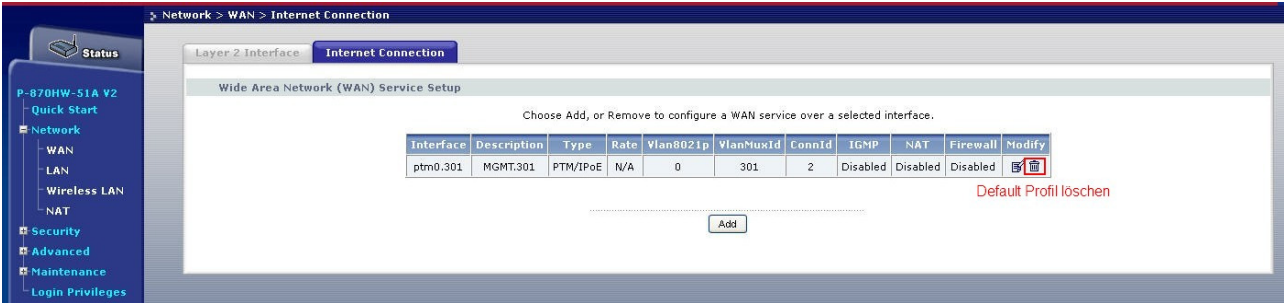 Network > WAN > Internet Connection
Status
Layer 2 Interface Internet Connection
P-870HW-51A V2
Quick Start
Network
WAN
LAN
Wireless LAN
NAT
Security
Advanced
Maintenance
Login Privileges
Wide Area Network (WAN) Service Setup
Choose Add, or Remove to configure a WAN service over a selected interface.
Interface Description Type Rate Vlan8021p VlanMuxId ConnId IGMP NAT Firewall Modify
ptm0.301 MGMT.301 PTM/IPoE N/A 0 301 2 Disabled Disabled Disabled
Default Profil löschen
Add